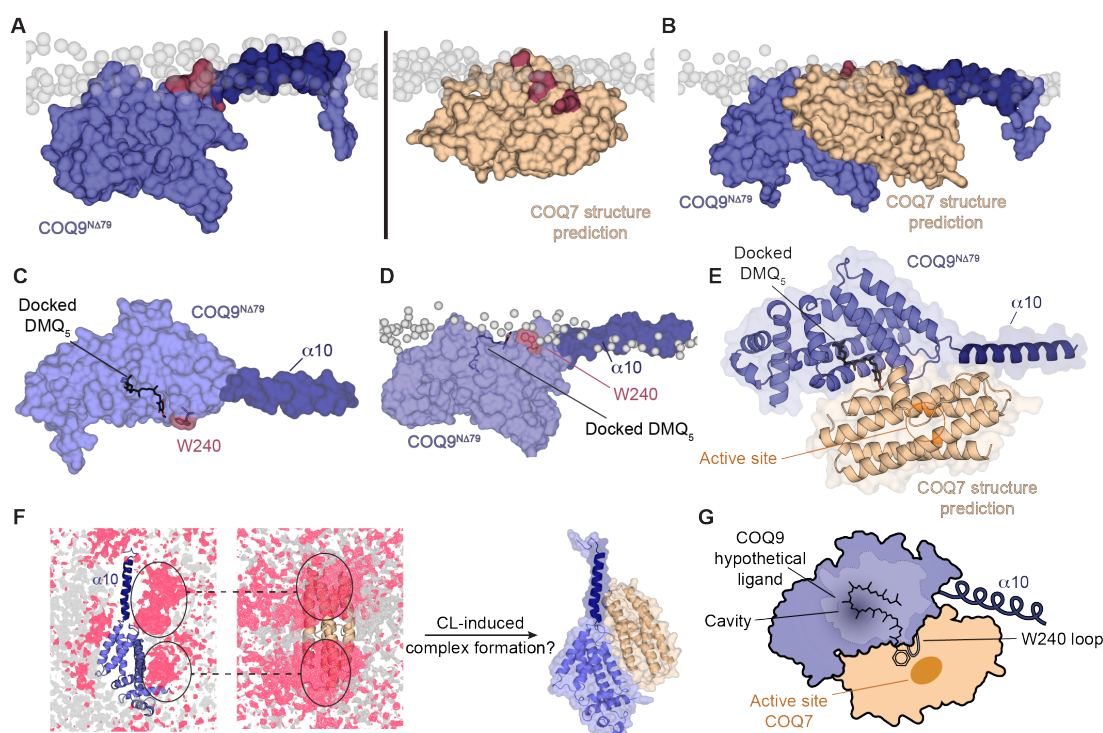 A
COQ9NΔ79
COQ7 structure
prediction
B
COQ9NΔ79
COQ7 structure
prediction
C
Docked
DMQ5
COQ9NΔ79
α10
W240
D
α10
W240
COQ9NΔ79
Docked DMQ5
E
Docked
DMQ5
COQ9NΔ79
α10
Active site
COQ7 structure
prediction
F
α10
CL-induced
complex formation?
G
COQ9
hypothetical
ligand
Cavity
α10
W240 loop
Active site
COQ7